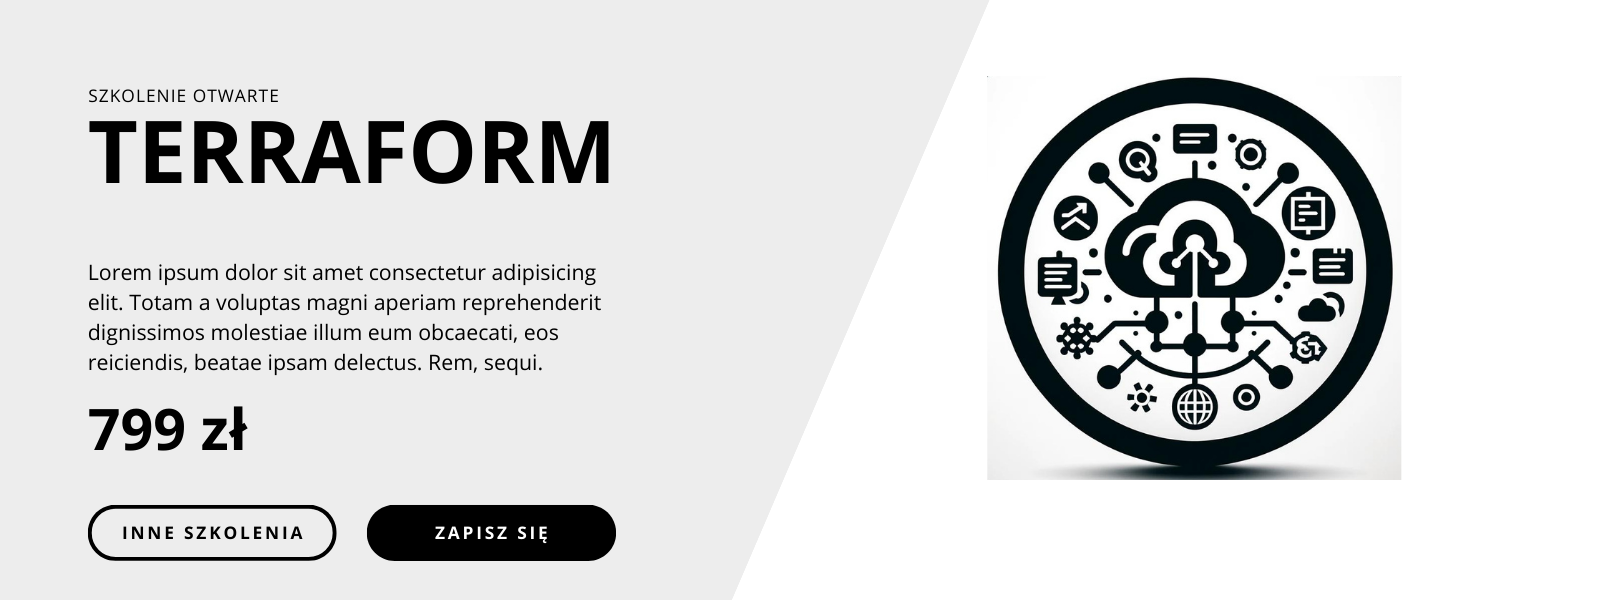 SZKOLENIE OTWARTE
TERRAFORM
Lorem ipsum dolor sit amet consectetur adipisicing
elit. Totam a voluptas magni aperiam reprehenderit
dignissimos molestiae illum eum obcaecati, eos
reiciendis, beatae ipsam delectus. Rem, sequi.
799 zł
INNE SZKOLENIA
ZAPISZ SIĘ